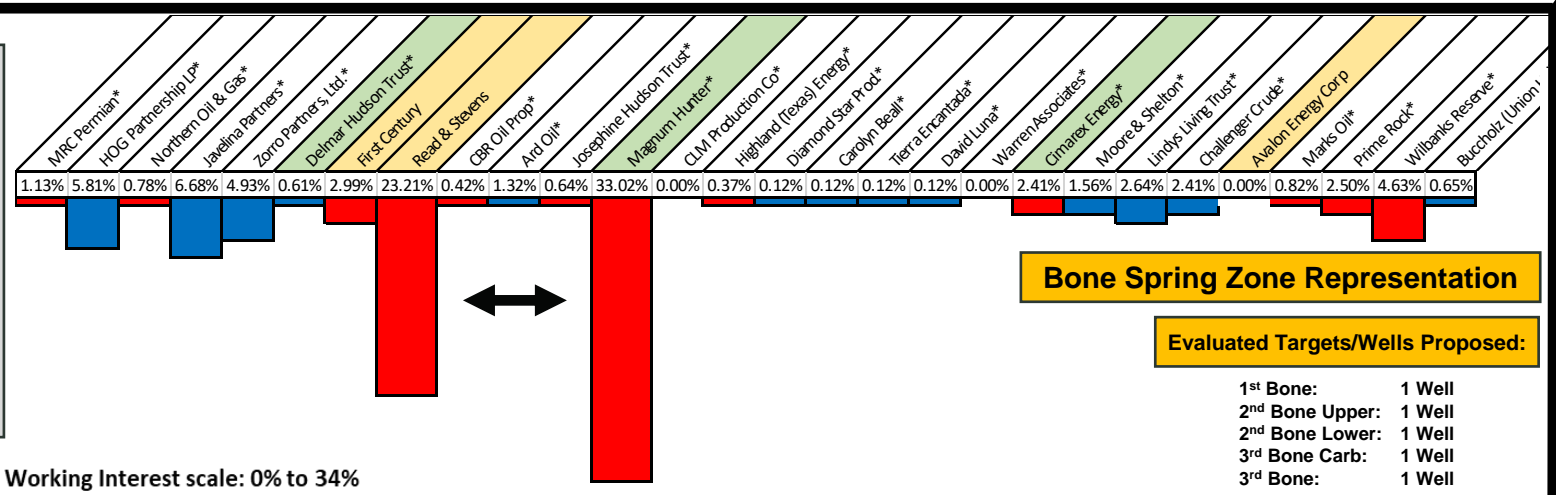 MRC Permian*
HOG Partnership LP*
Northern Oil & Gas*
Javelina Partners*
Zorro Partners, Ltd.*
Delmar Hudson Trust*
First Century
Read & Stevens
CBR Oil Prop*
Ard Oil*
Josephine Hudson Trust*
Magnum Hunter*
CLM Production Co*
Highland (Texas) Energy*
Diamond Star Prod*
Carolyn Beall*
Tierra Encantada*
David Luna*
Warren Associates*
Cimarex Energy*
Moore & Shelton*
Lindys Living Trust*
Challenger Crude*
Avalon Energy Corp
Marks Oil*
Prime Rock*
Wilbanks Reserve*
Buccholz (Union
1.13% 5.81% 0.78% 6.68% 4.93% 0.61% 2.99% 23.21% 0.42% 1.32% 0.64% 33.02% 0.00% 0.37% 0.12% 0.12% 0.12% 0.12% 0.00% 2.41% 1.56% 2.64% 2.41% 0.00% 0.82% 2.50% 4.63% 0.65%
Bone Spring Zone Representation
Evaluated Targets/Wells Proposed:
1st Bone: 1 Well
2nd Bone Upper: 1 Well
2nd Bone Lower: 1 Well
3rd Bone Carb: 1 Well
3rd Bone: 1 Well
Working Interest scale: 0% to 34%